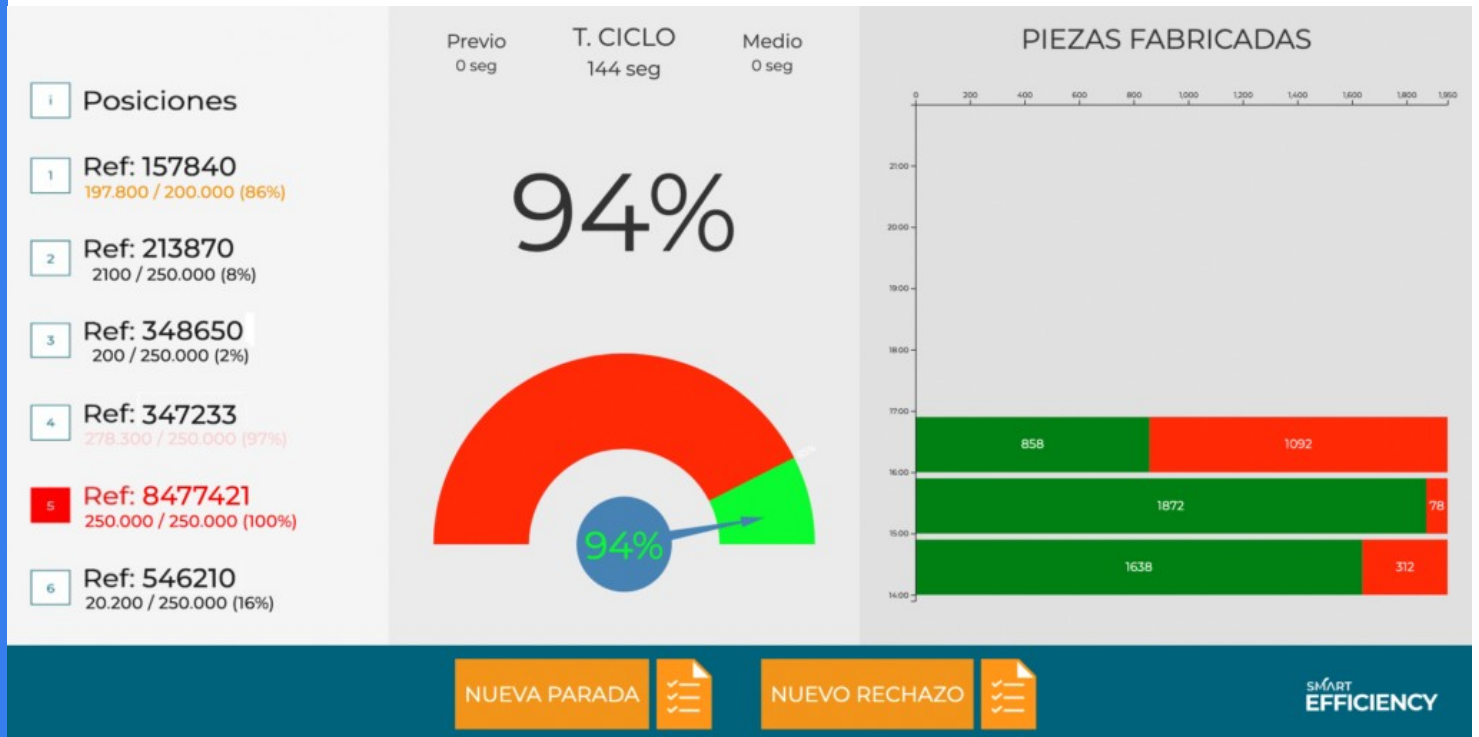 i Posiciones
1 Ref: 157840
197.800 / 200.000 (86%)
2 Ref: 213870
2100 / 250.000 (8%)
3 Ref: 348650
200 / 250.000 (2%)
4 Ref: 347233
278.300 / 250.000 (97%)
5 Ref: 8477421
250.000 / 250.000 (100%)
6 Ref: 546210
20.200 / 250.000 (16%)
Previo T. CICLO Medio
0 seg 144 seg 0 seg
94%
94%
PIEZAS FABRICADAS
0 200 400 600 800 1,000 1,200 1,400 1,600 1,800 1,950
21:00
20:00
19:00
18:00
17:00
858 1092
16:00
1872 78
15:00
1638 312
14:00
NUEVA PARADA
NUEVO RECHAZO
SMART
EFFICIENCY